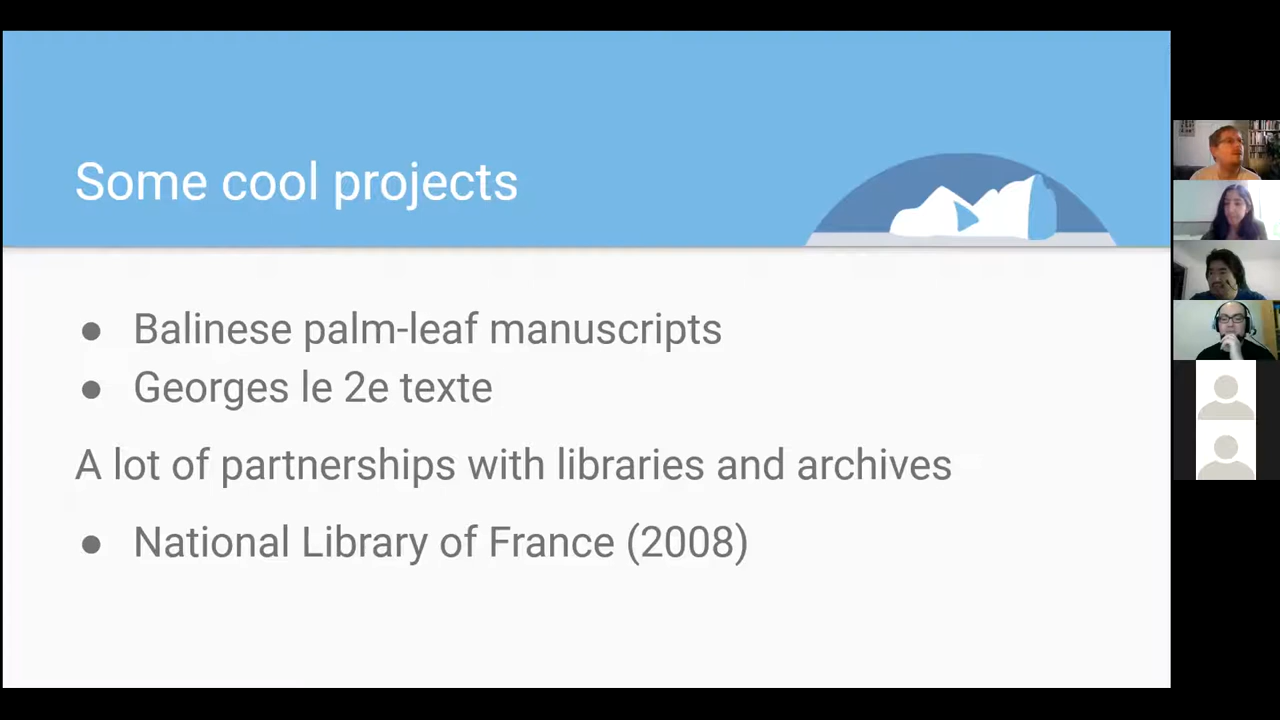 Some cool projects
● Balinese palm-leaf manuscripts
● Georges le 2e texte
A lot of partnerships with libraries and archives
● National Library of France (2008)